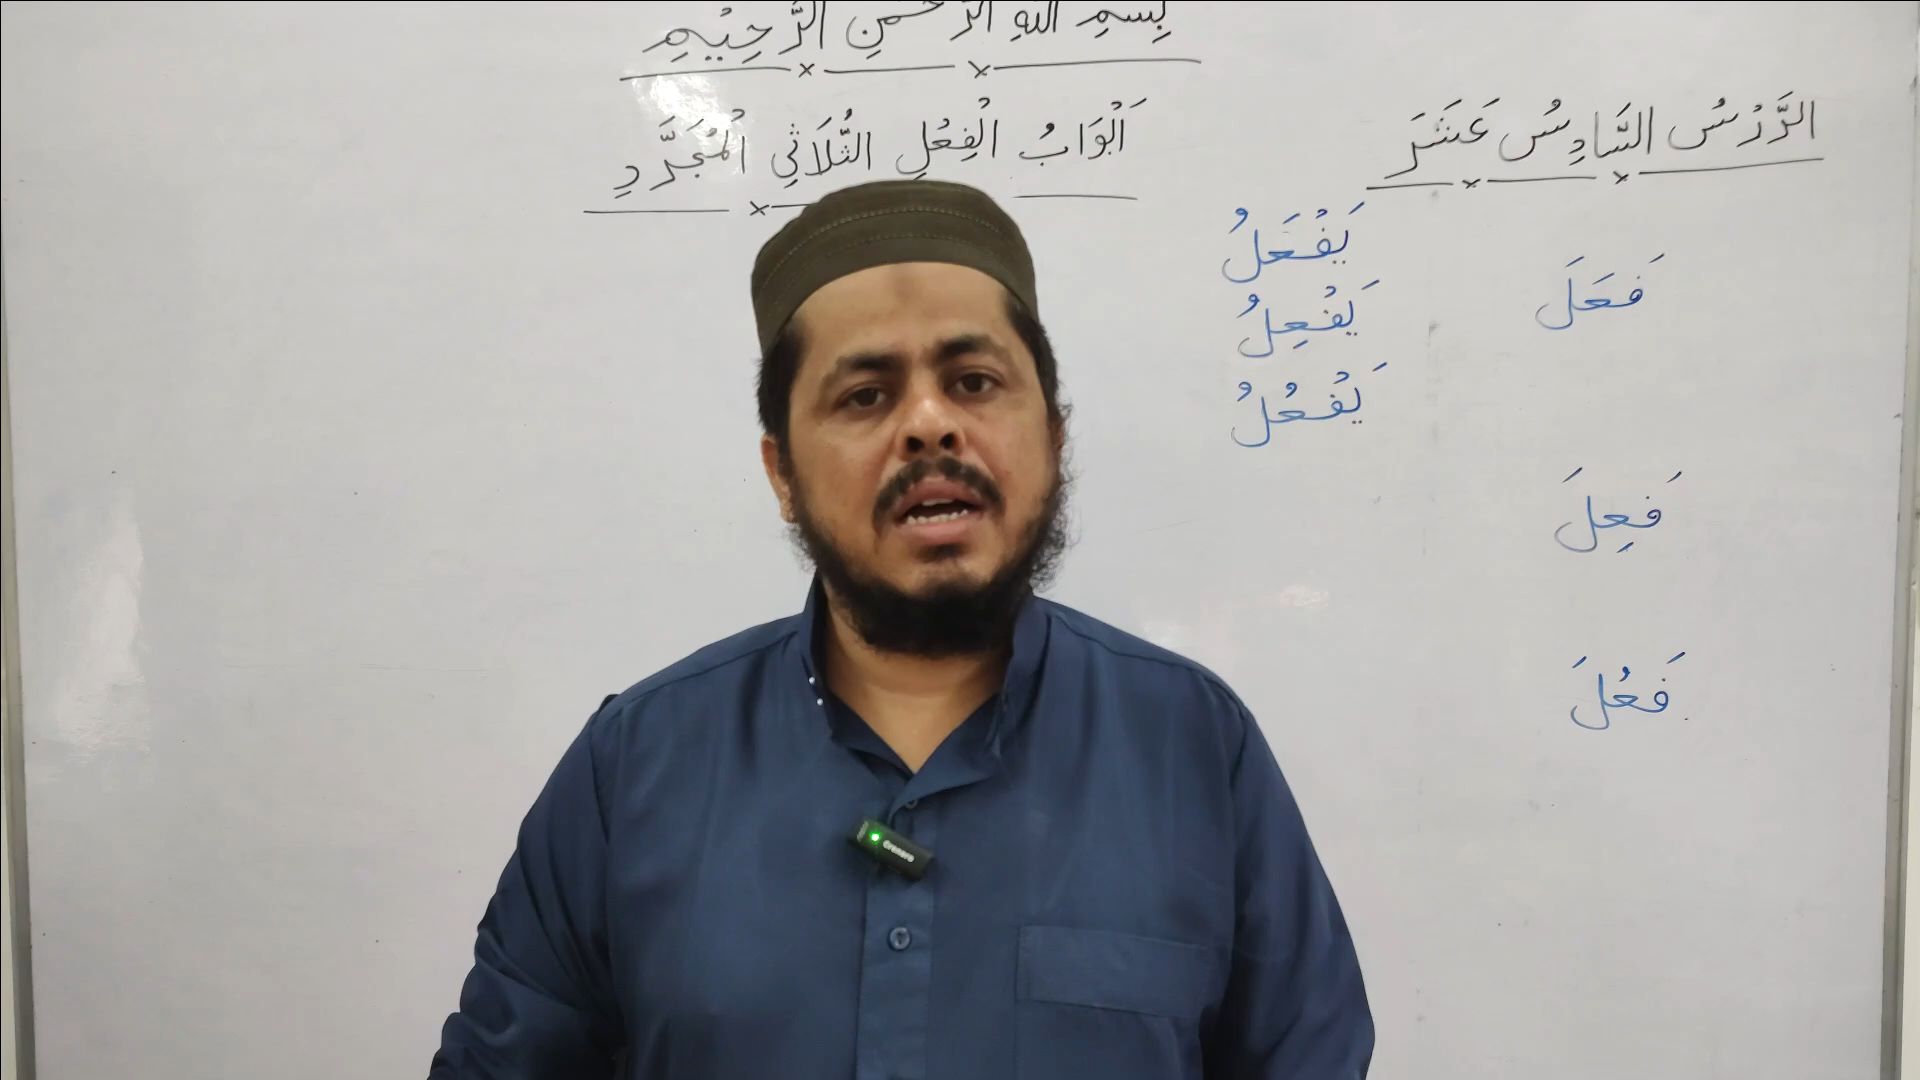 بِسْمِ اللهِ الرَّحْمٰنِ الرَّحِيْمِ
الدَّرْسُ السَّادِسُ عَشَرَ
اَبْوَابُ الْفِعْلِ الثُّلَاثِي الْمُجَرَّدِ
فَعَلَ
يَفْعَلُ
يَفْعِلُ
يَفْعُلُ
فَعِلَ
فَعُلَ